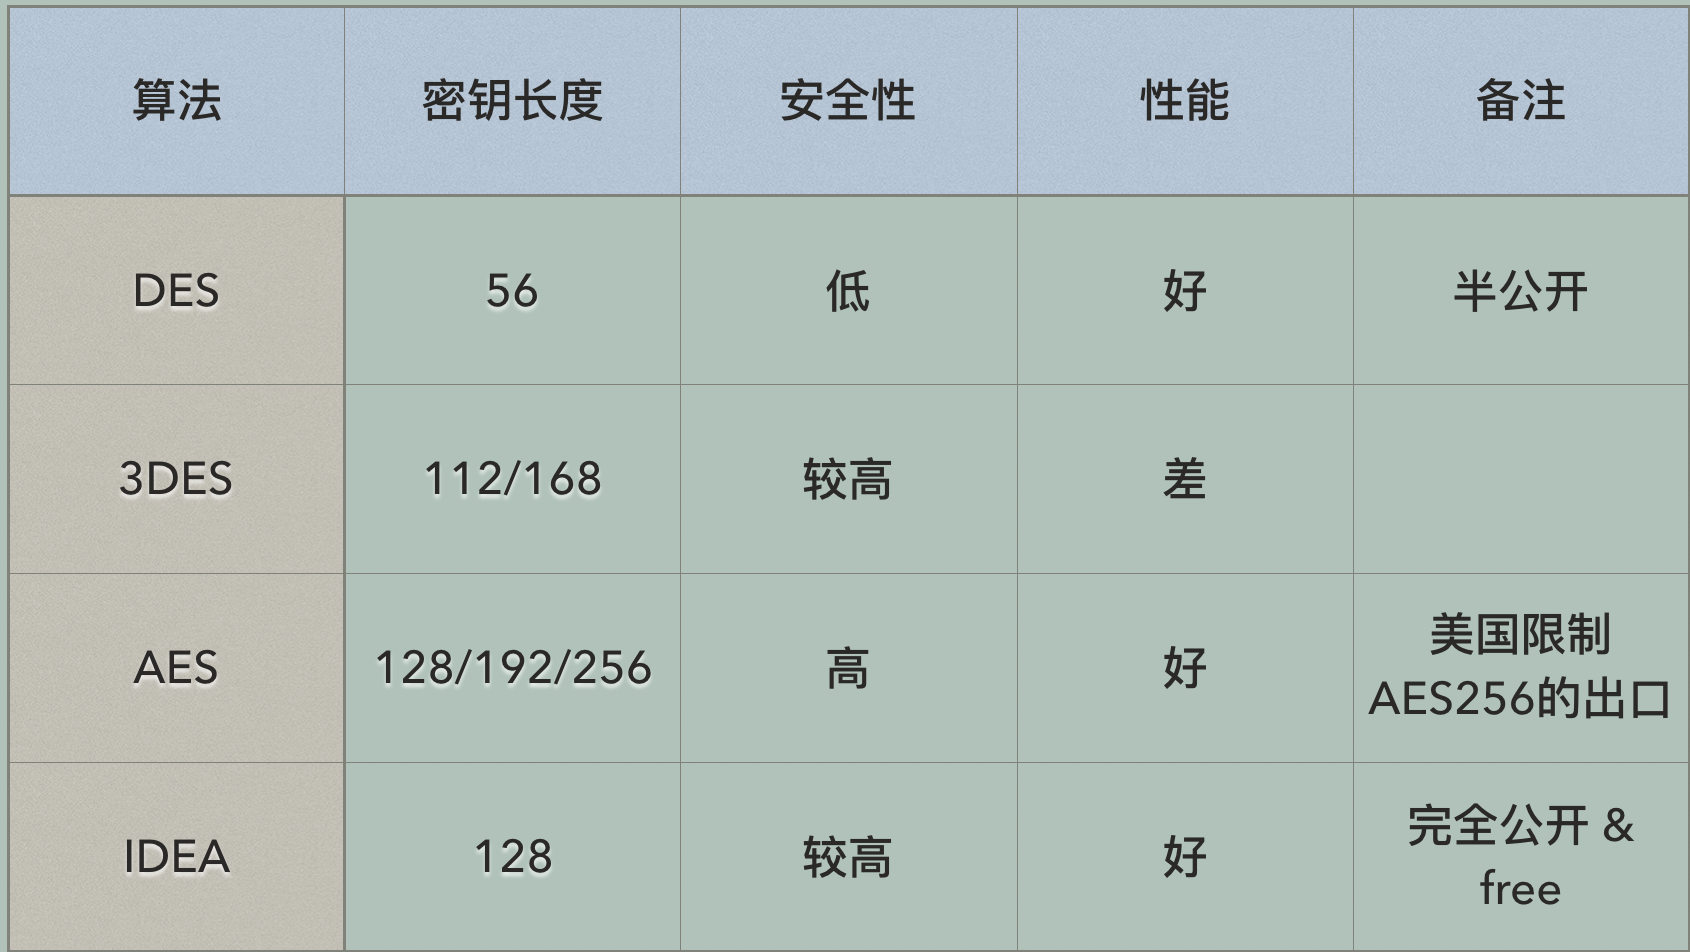 算法 密钥长度 安全性 性能 备注
DES 56 低 好 半公开
3DES 112/168 较高 差
AES 128/192/256 高 好 美国限制
AES256的出口
IDEA 128 较高 好 完全公开 &
free